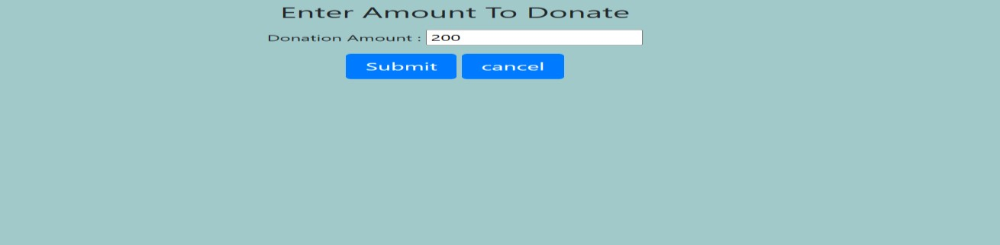 Enter Amount To Donate
Donation Amount : 200
Submit cancel